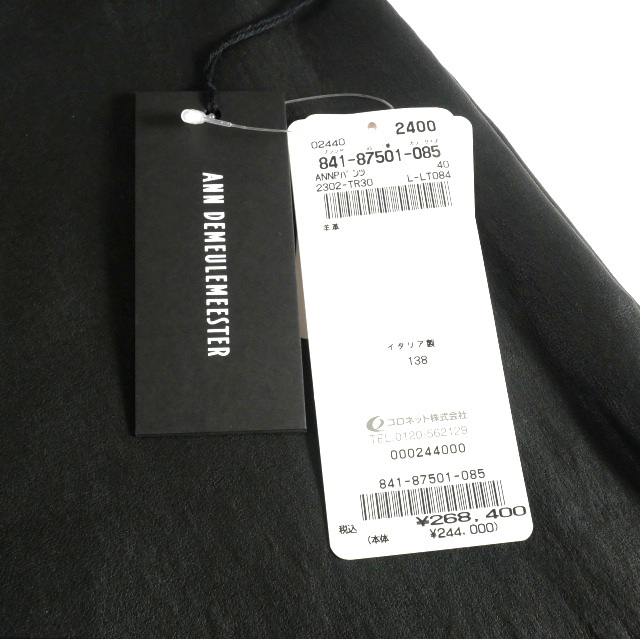 ANN DEMEULEMEESTER
02440 2400
841-87501-085
ANNPパンツ 40
2302-TR30 L-LT084
羊革
イタリア製
138
コロネット株式会社
TEL.0120-562129
000244000
841-87501-085
税込 ¥268,400
(本体 ¥244,000)